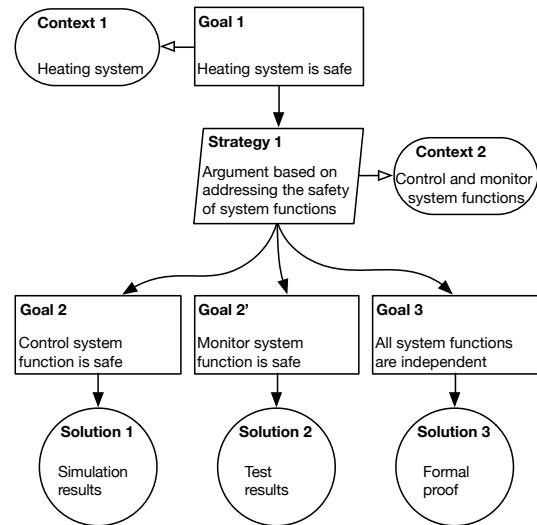 Context 1
Heating system
Goal 1
Heating system is safe
Strategy 1
Argument based on
addressing the safety
of system functions
Context 2
Control and monitor
system functions
Goal 2
Control system
function is safe
Goal 2'
Monitor system
function is safe
Goal 3
All system functions
are independent
Solution 1
Simulation
results
Solution 2
Test
results
Solution 3
Formal
proof